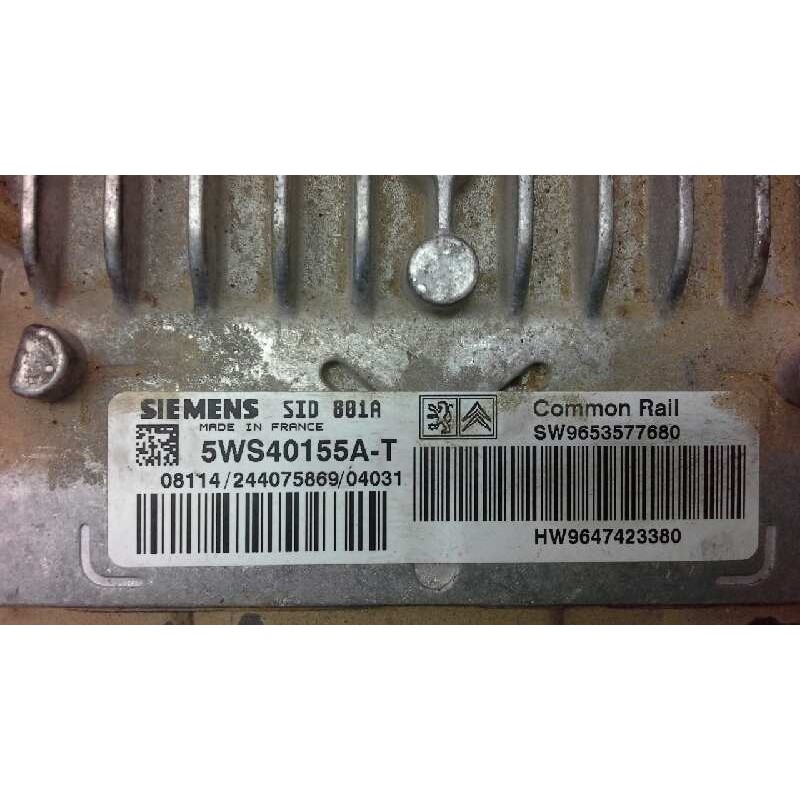 SIEMENS SID 801A
MADE IN FRANCE
5WS40155A-T
08114/244075869/04031
Common Rail
SW9653577680
HW9647423380